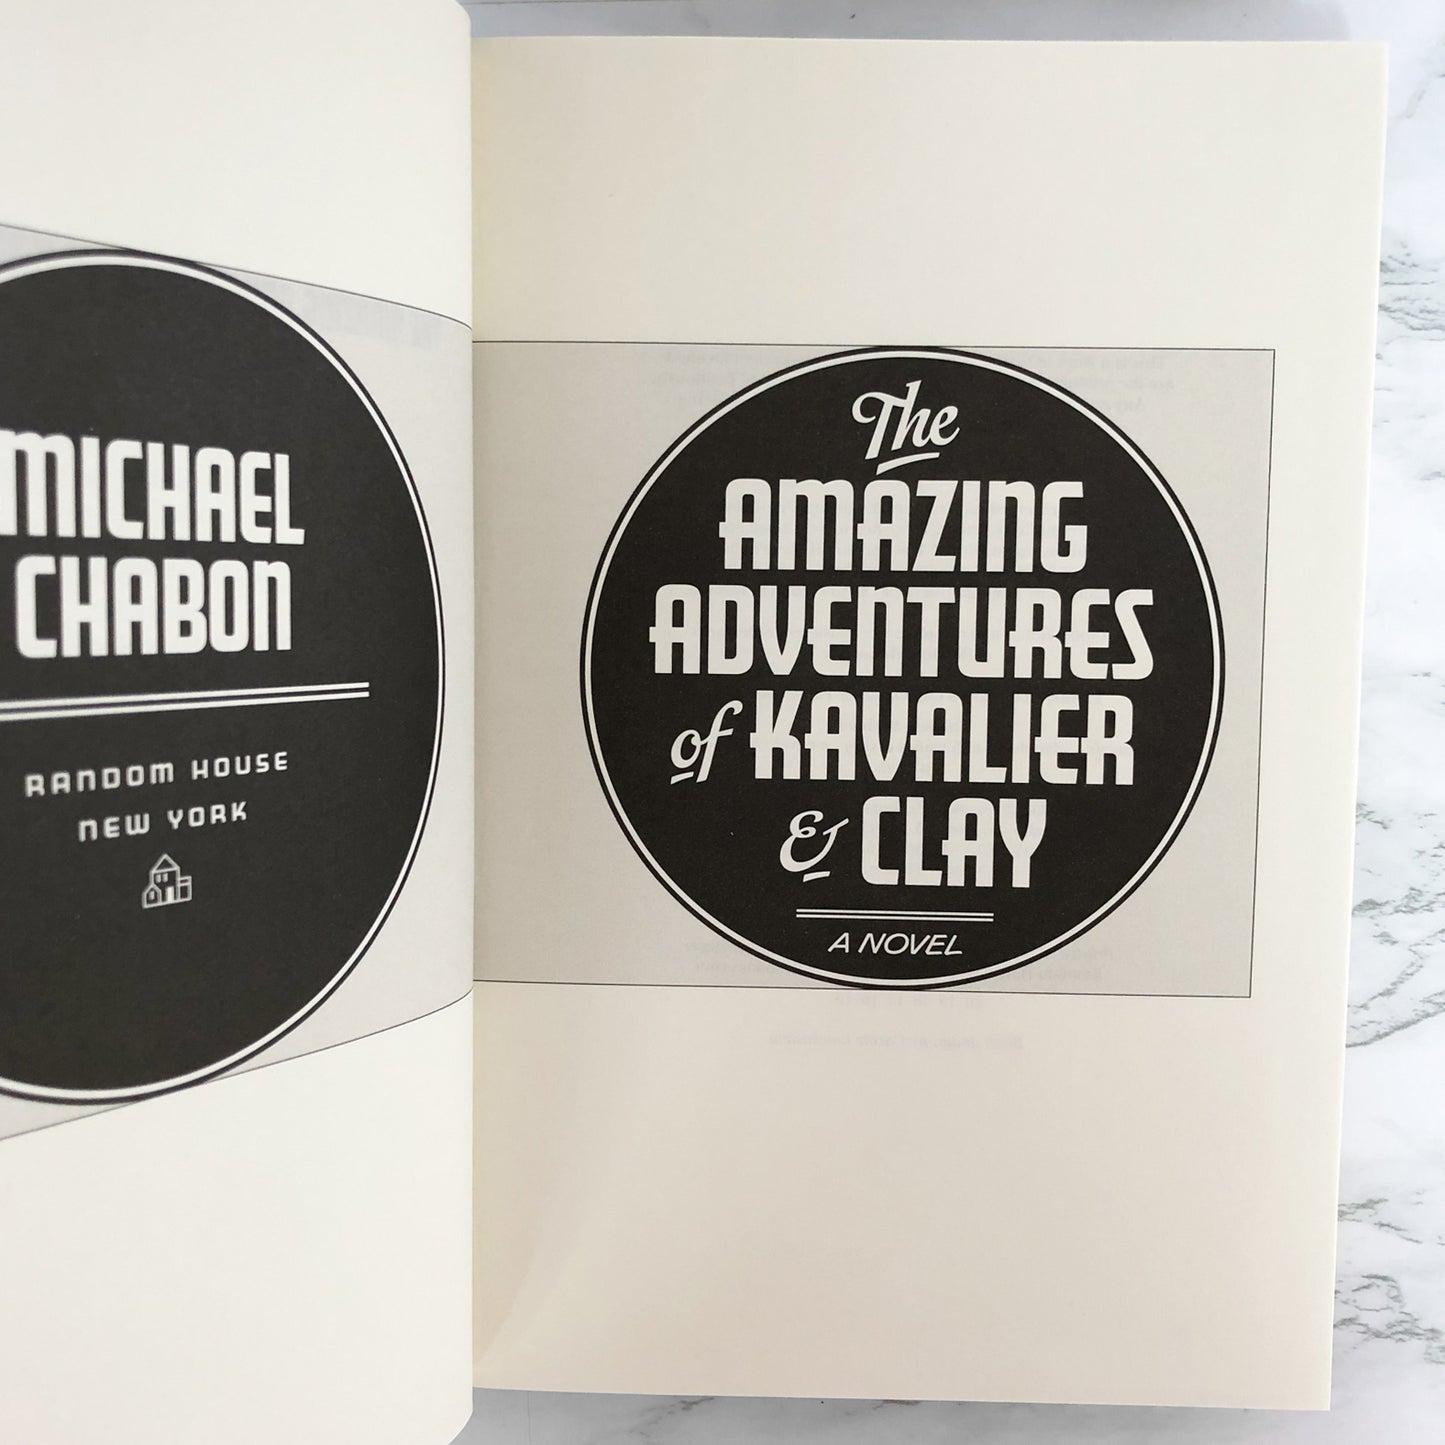 MICHAEL
CHABON
RANDOM HOUSE
NEW YORK
The
AMAZING
ADVENTURES
of KAVALIER
& CLAY
A NOVEL